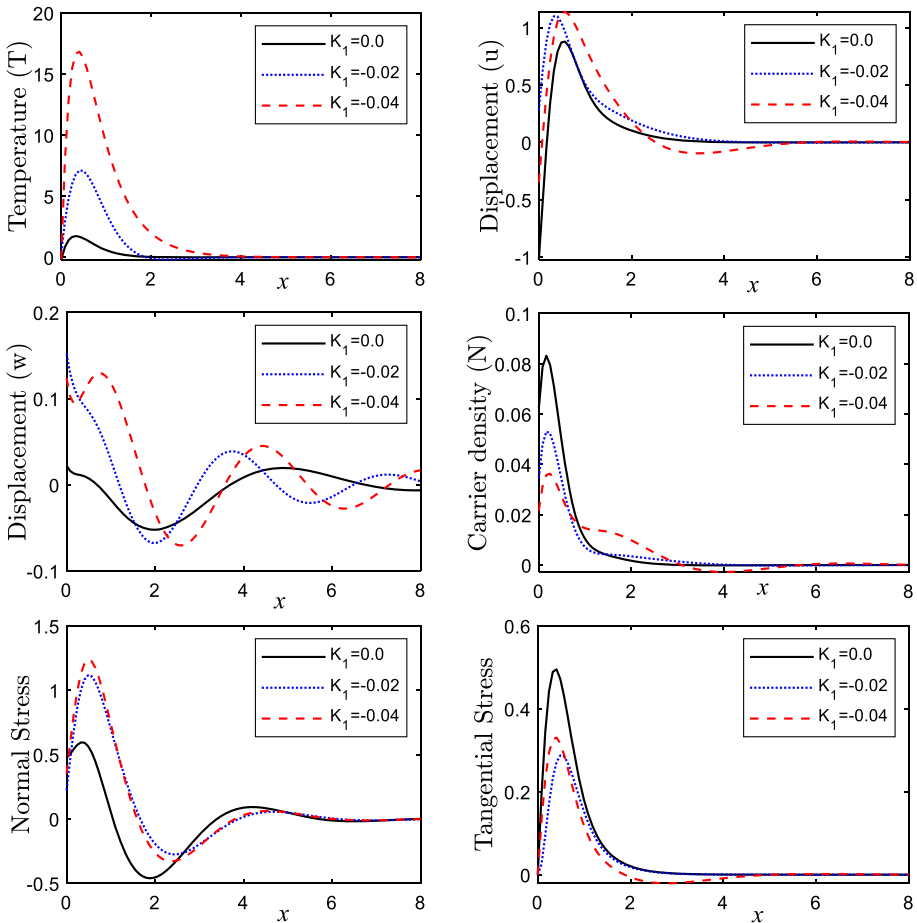 Temperature (T)
20
15
10
5
0
0 2 4 6 8
x
K1=0.0
K1=-0.02
K1=-0.04
Displacement (u)
1
0.5
0
-0.5
-1
0 2 4 6 8
x
K1=0.0
K1=-0.02
K1=-0.04
Displacement (w)
0.2
0.1
0
-0.1
0 2 4 6 8
x
K1=0.0
K1=-0.02
K1=-0.04
Carrier density (N)
0.1
0.08
0.06
0.04
0.02
0
0 2 4 6 8
x
K1=0.0
K1=-0.02
K1=-0.04
Normal Stress
1.5
1
0.5
0
-0.5
0 2 4 6 8
x
K1=0.0
K1=-0.02
K1=-0.04
Tangential Stress
0.6
0.4
0.2
0
0 2 4 6 8
x
K1=0.0
K1=-0.02
K1=-0.04